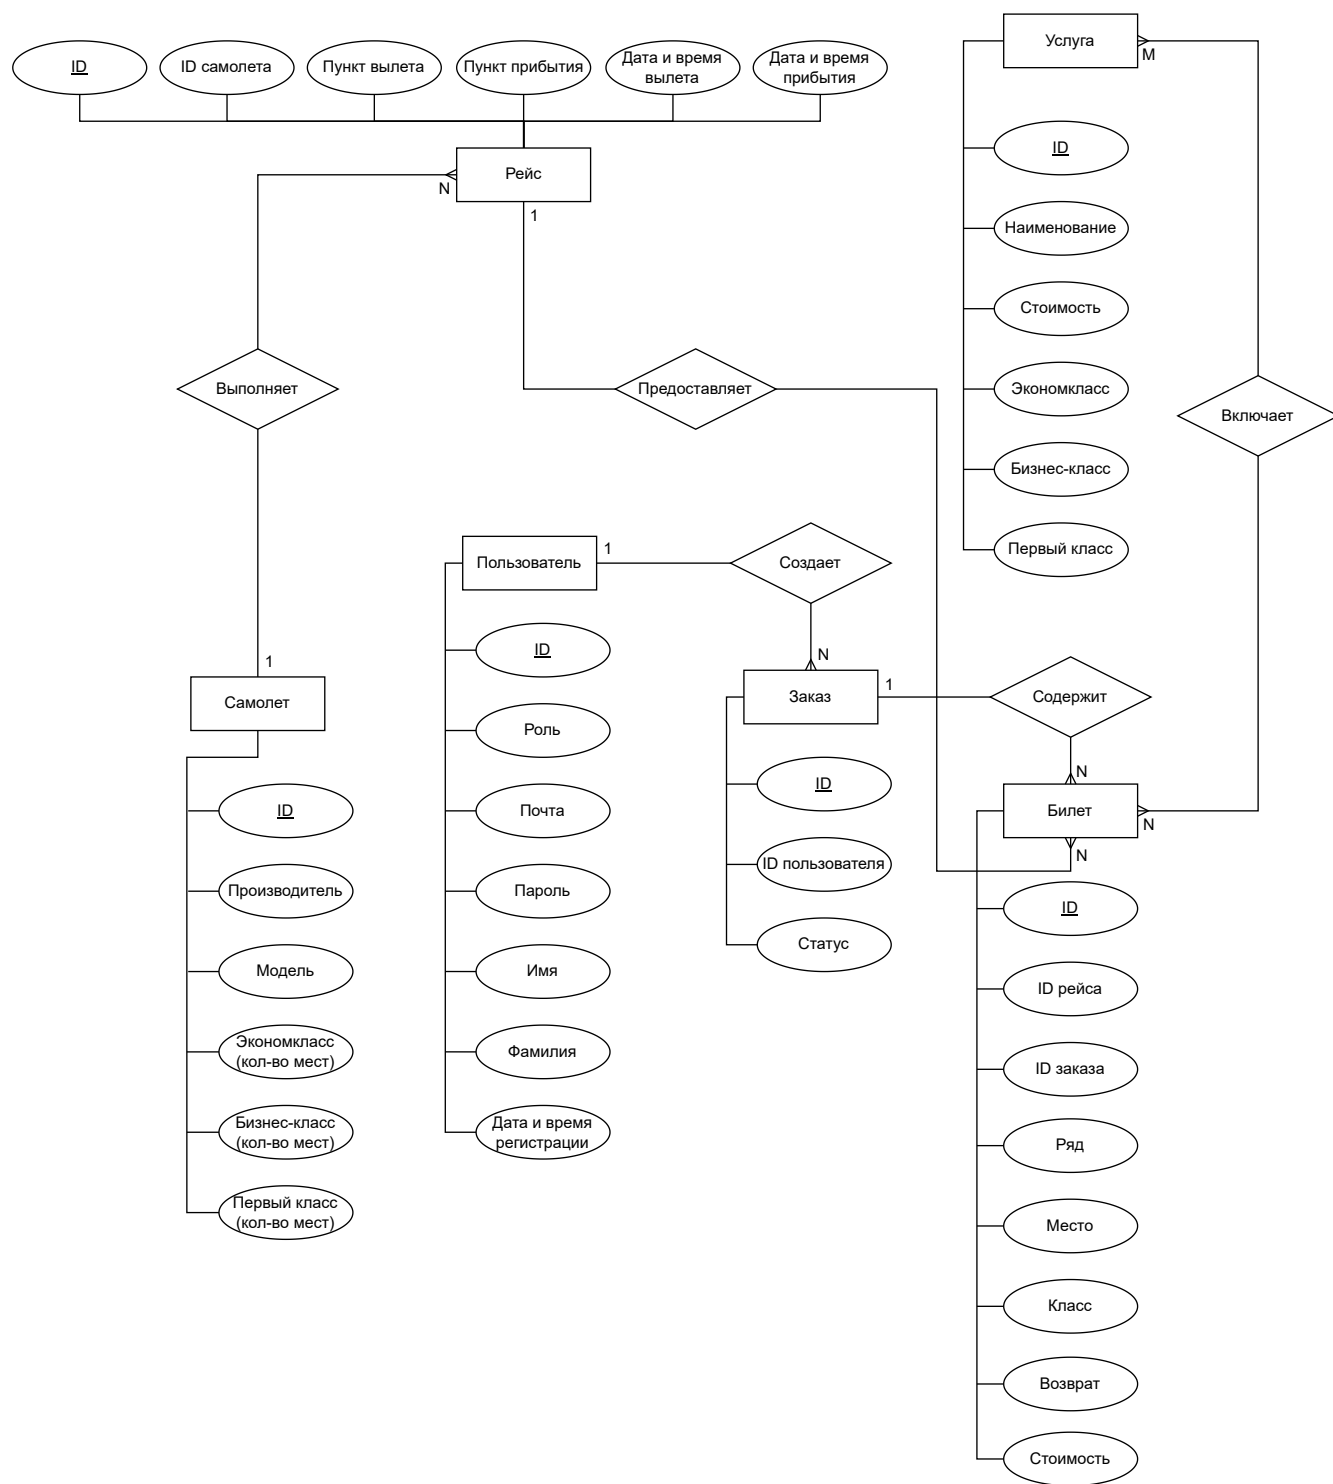 ID
ID самолета
Пункт вылета
Пункт прибытия
Дата и время
вылета
Дата и время
прибытия
Рейс
N
1
Услуга
M
ID
Наименование
Стоимость
Экономкласс
Бизнес-класс
Первый класс
Выполняет
Предоставляет
Включает
Пользователь
1
Создает
N
ID
Роль
Почта
Пароль
Имя
Фамилия
Дата и время
регистрации
1
Самолет
ID
Производитель
Модель
Экономкласс
(кол-во мест)
Бизнес-класс
(кол-во мест)
Первый класс
(кол-во мест)
Заказ
1
Содержит
N
ID
ID пользователя
Статус
Билет
N
N
ID
ID рейса
ID заказа
Ряд
Место
Класс
Возврат
Стоимость